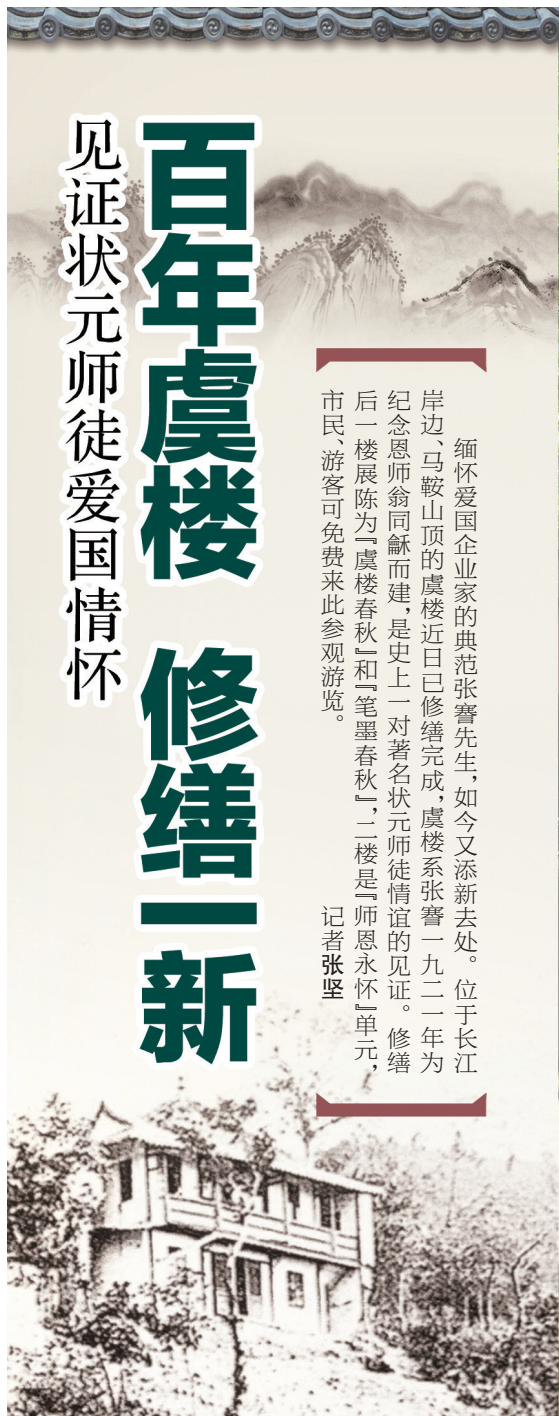 百年虞楼 修缮一新
见证状元师徒爱国情怀
缅怀爱国企业家的典范张謇先生，如今又添新去处。位于长江
岸边、马鞍山顶的虞楼近日已修缮完成，虞楼系张謇一九二一年为
纪念恩师翁同龢而建，是史上一对著名状元师徒情谊的见证。修缮
后一楼展陈为『虞楼春秋』和『笔墨春秋』，二楼是『师恩永怀』单元，
市民、游客可免费来此参观游览。
记者张坚